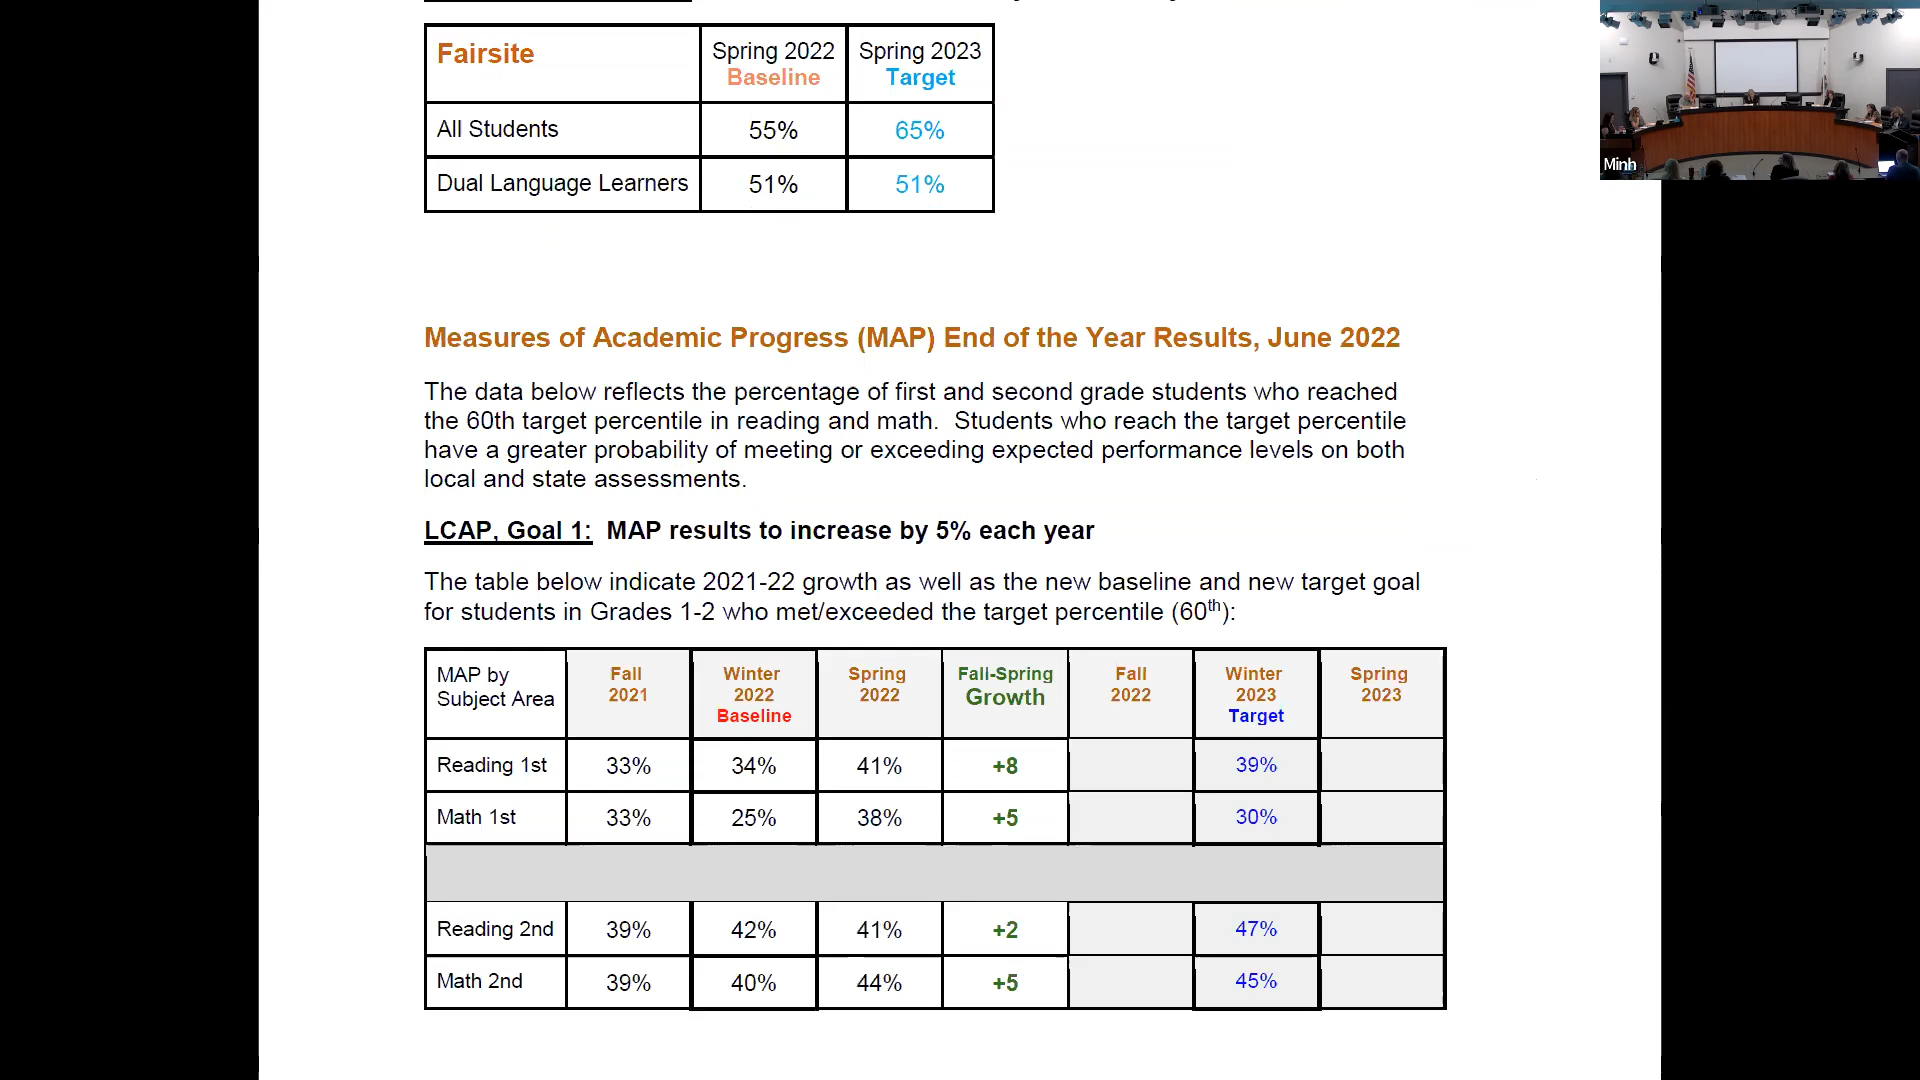 Fairsite Spring 2022 Spring 2023
Baseline Target
All Students 55% 65%
Dual Language Learners 51% 51%
Minh
Measures of Academic Progress (MAP) End of the Year Results, June 2022
The data below reflects the percentage of first and second grade students who reached
the 60th target percentile in reading and math. Students who reach the target percentile
have a greater probability of meeting or exceeding expected performance levels on both
local and state assessments.
LCAP, Goal 1: MAP results to increase by 5% each year
The table below indicate 2021-22 growth as well as the new baseline and new target goal
for students in Grades 1-2 who met/exceeded the target percentile (60th):
MAP by Fall Winter Spring Fall-Spring Fall Winter Spring
Subject Area 2021 2022 2022 Growth 2022 2023 2023
Baseline Target
Reading 1st 33% 34% 41% +8 39%
Math 1st 33% 25% 38% +5 30%
Reading 2nd 39% 42% 41% +2 47%
Math 2nd 39% 40% 44% +5 45%